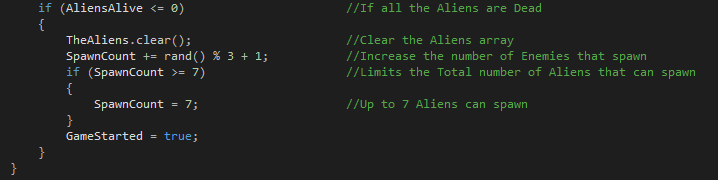 if (AliensAlive <= 0) //If all the Aliens are Dead
{
TheAliens.clear(); //Clear the Aliens array
SpawnCount += rand() % 3 + 1; //Increase the number of Enemies that spawn
if (SpawnCount >= 7) //Limits the Total number of Aliens that can spawn
{
SpawnCount = 7; //Up to 7 Aliens can spawn
}
GameStarted = true;
}
}